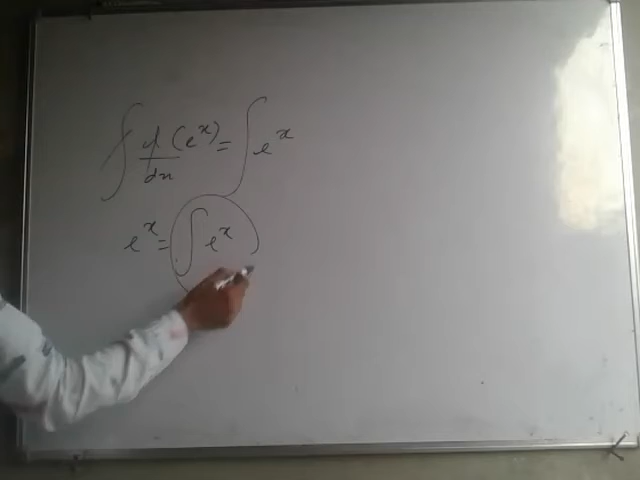 ∫ d/dx (e^x) = ∫ e^x
e^x = ∫ e^x